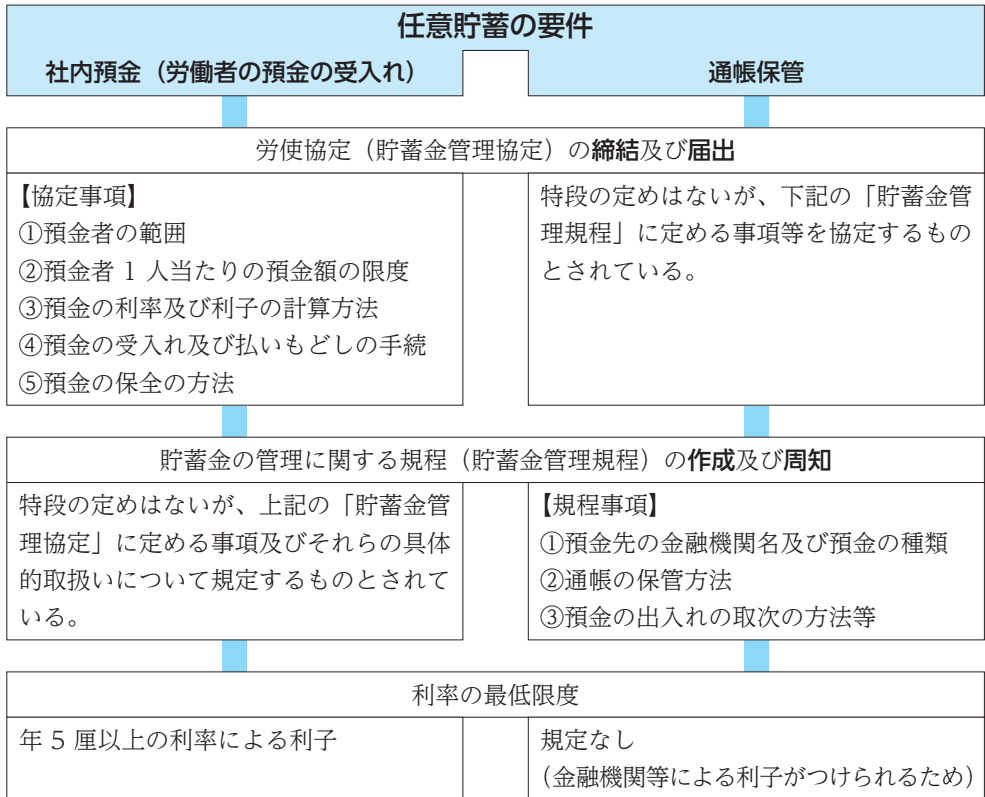 任意貯蓄の要件
社内預金（労働者の預金の受入れ）
通帳保管
労使協定（貯蓄金管理協定）の締結及び届出
【協定事項】
①預金者の範囲
②預金者 1 人当たりの預金額の限度
③預金の利率及び利子の計算方法
④預金の受入れ及び払いもどしの手続
⑤預金の保全の方法
特段の定めはないが、下記の「貯蓄金管
理規程」に定める事項等を協定するもの
とされている。
貯蓄金の管理に関する規程（貯蓄金管理規程）の作成及び周知
特段の定めはないが、上記の「貯蓄金管
理協定」に定める事項及びそれらの具体
的取扱いについて規定するものとされて
いる。
【規程事項】
①預金先の金融機関名及び預金の種類
②通帳の保管方法
③預金の出入れの取次の方法等
利率の最低限度
年 5 厘以上の利率による利子
規定なし
（金融機関等による利子がつけられるため）